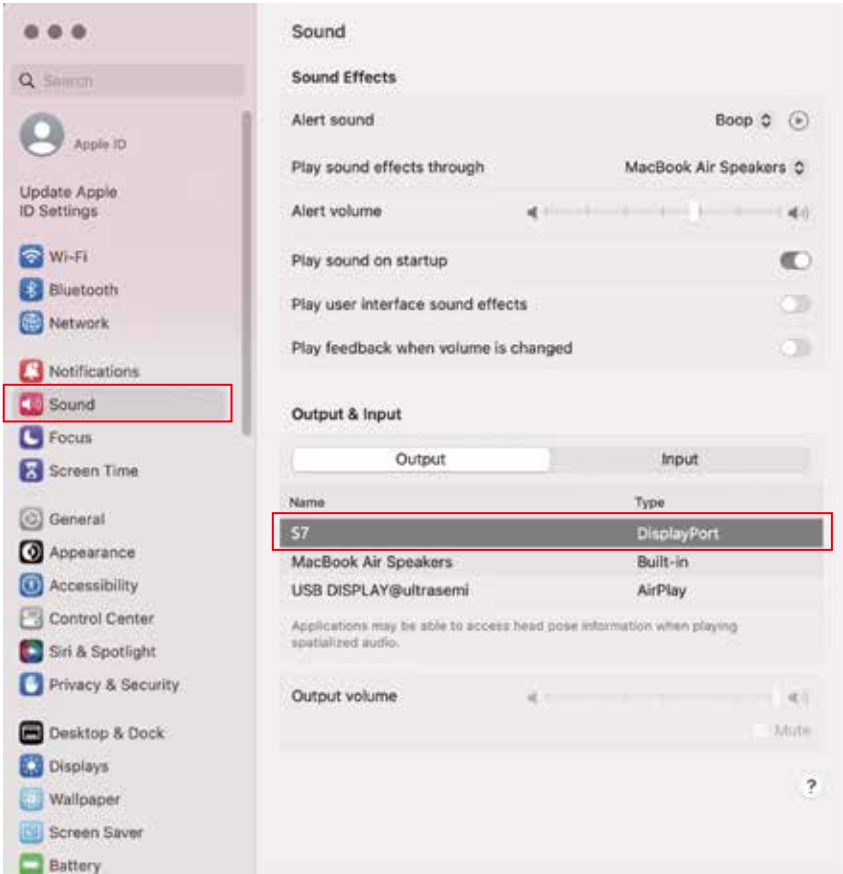 Search
Apple ID
Update Apple
ID Settings
Wi-Fi
Bluetooth
Network
Notifications
Sound
Focus
Screen Time
General
Appearance
Accessibility
Control Center
Siri & Spotlight
Privacy & Security
Desktop & Dock
Displays
Wallpaper
Screen Saver
Battery
Sound
Sound Effects
Alert sound Boop
Play sound effects through MacBook Air Speakers
Alert volume
Play sound on startup
Play user interface sound effects
Play feedback when volume is changed
Output & Input
Output Input
Name Type
S7 DisplayPort
MacBook Air Speakers Built-in
USB DISPLAY@ultrasemi AirPlay
Applications may be able to access head pose information when playing
spatialized audio.
Output volume
Mute
?